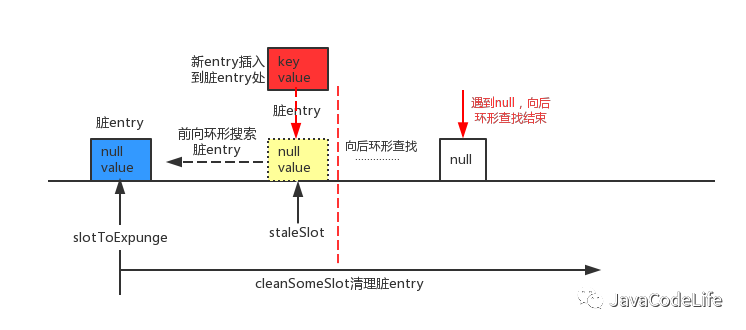 新entry插入
到脏entry处
key
value
脏entry
遇到null，向后
环形查找结束
脏entry
前向环形搜索
脏entry
向后环形查找
..............
null
value
null
value
null
slotToExpunge
staleSlot
cleanSomeSlot清理脏entry
JavaCodeLife